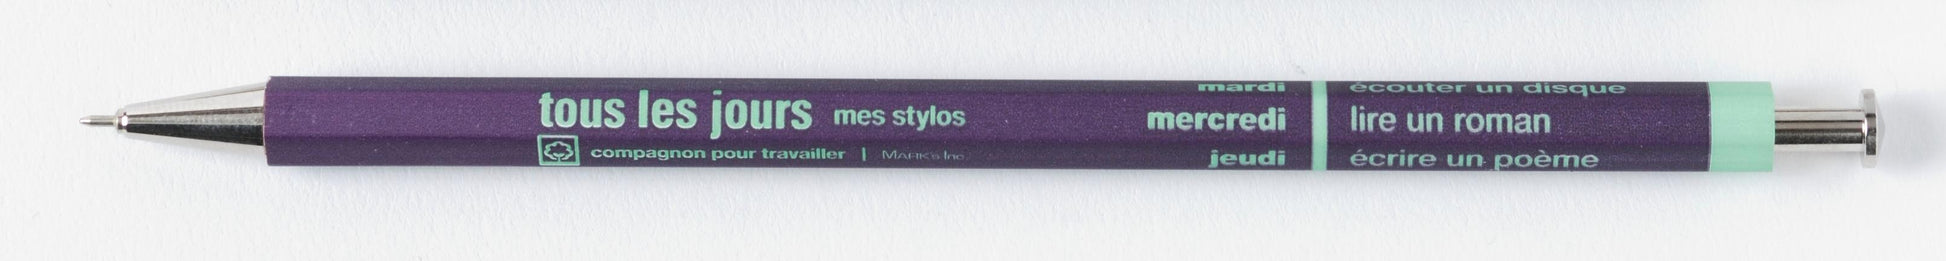 tous les jours mes stylos
compagnon pour travailler | MARK's Inc
mardi écouter un disque
mercredi lire un roman
jeudi écrire un poème